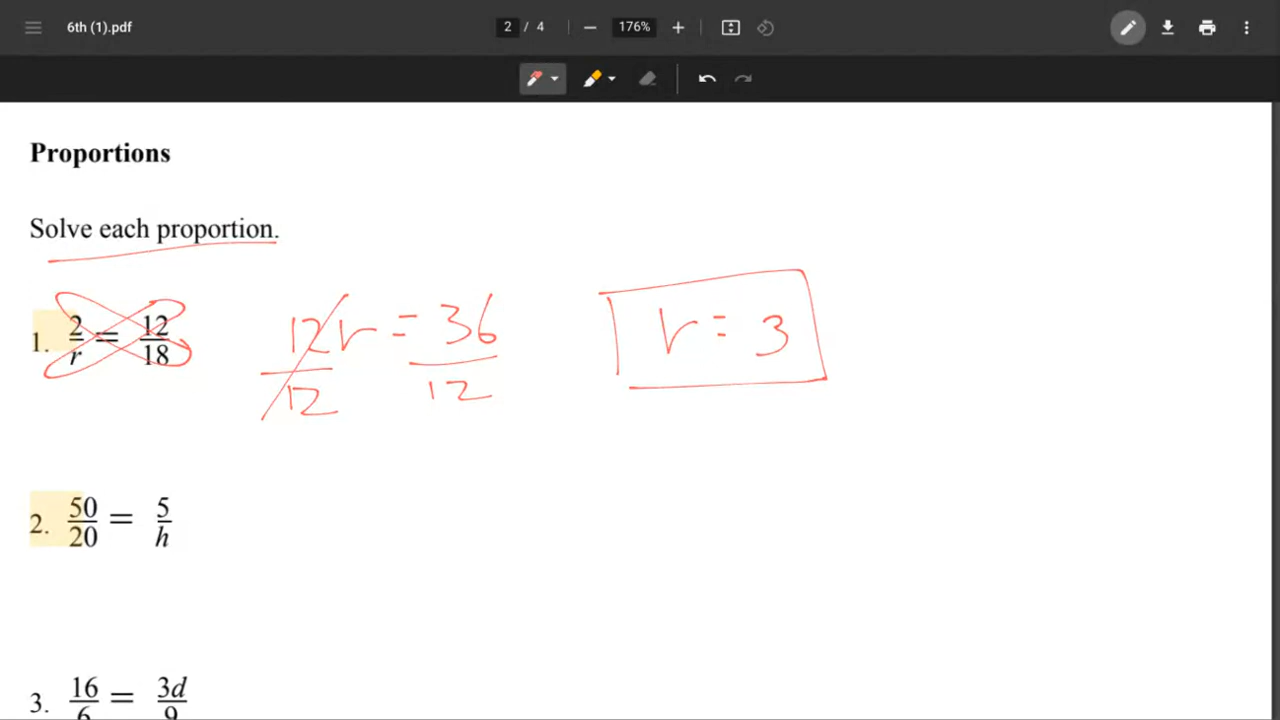 6th (1).pdf
2 / 4
176%
Proportions
Solve each proportion.
1. 2/r = 12/18
12r = 36
12 12
r = 3
2. 50/20 = 5/h
3. 16/6 = 3d/9